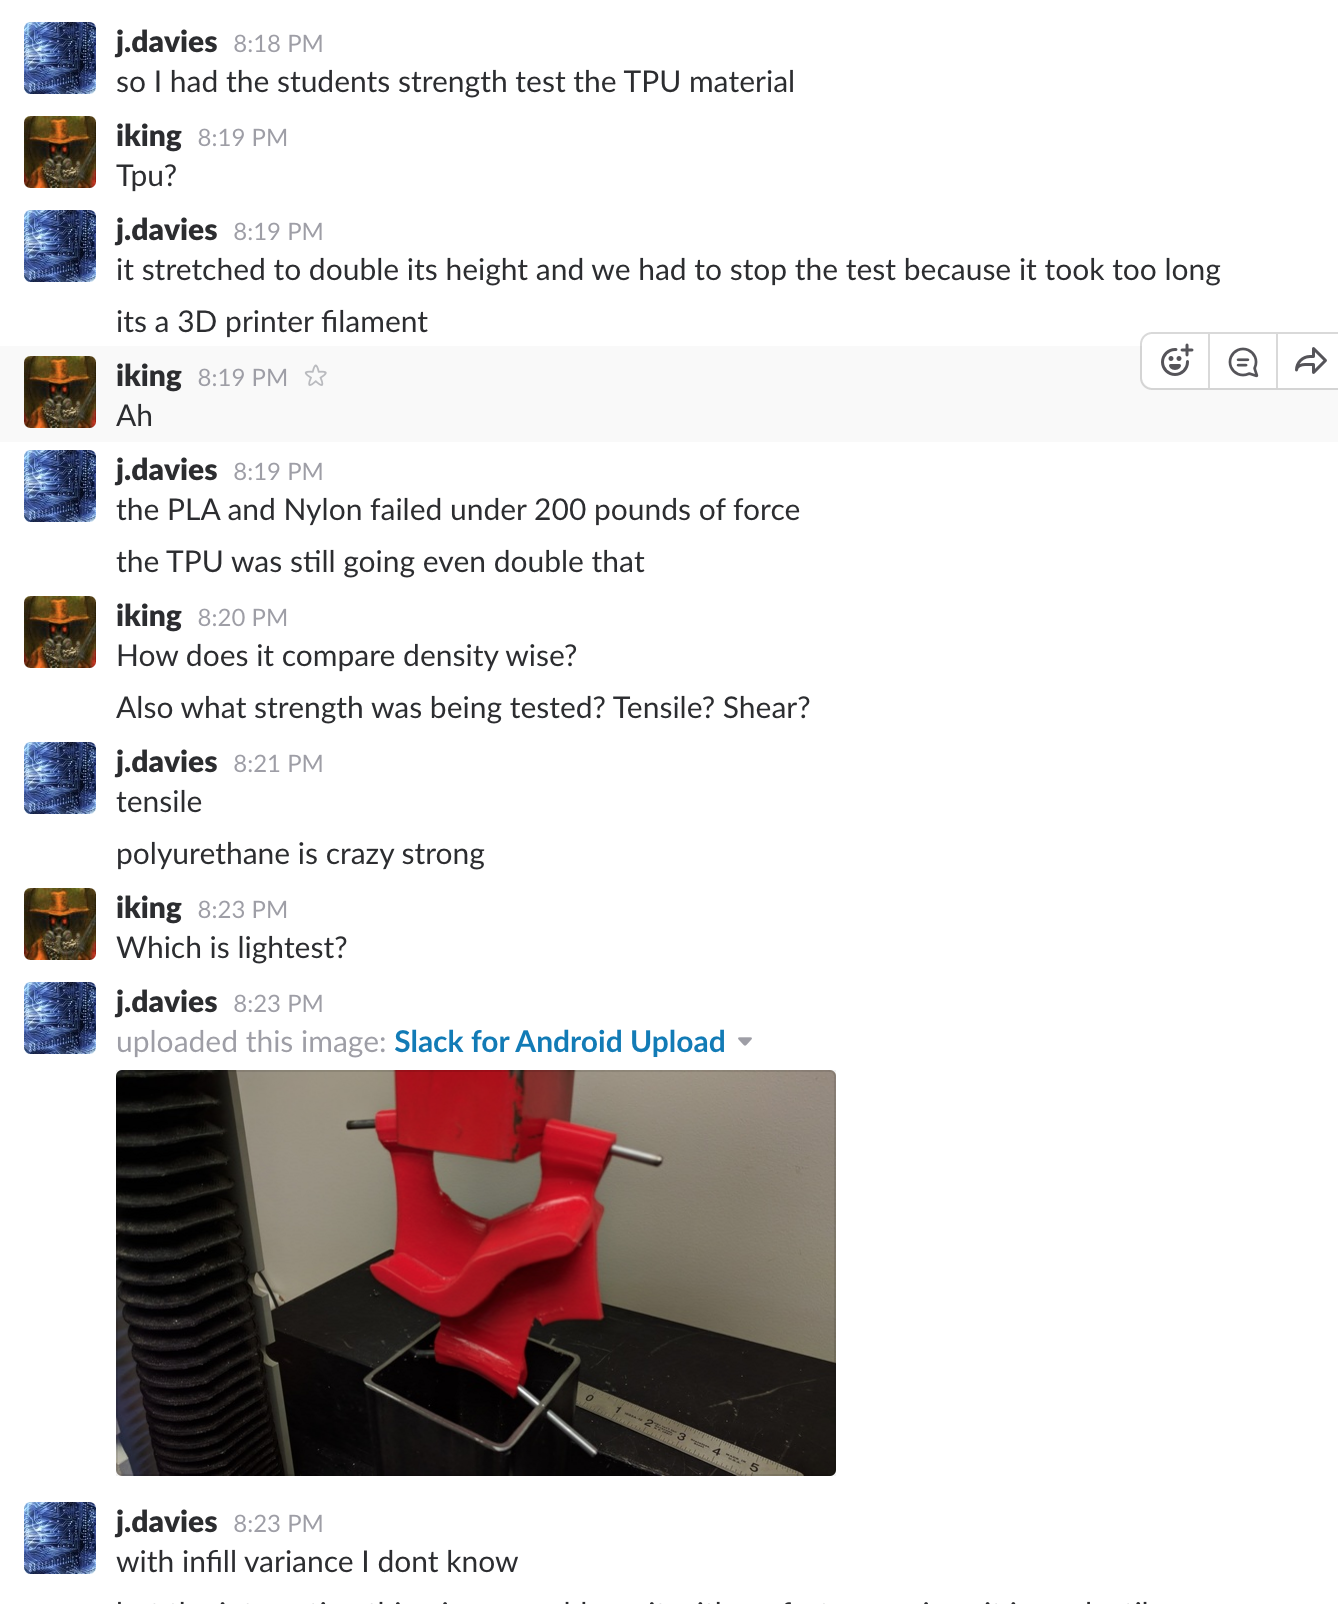 j.davies 8:18 PM
so I had the students strength test the TPU material
iking 8:19 PM
Tpu?
j.davies 8:19 PM
it stretched to double its height and we had to stop the test because it took too long
its a 3D printer filament
iking 8:19 PM
Ah
j.davies 8:19 PM
the PLA and Nylon failed under 200 pounds of force
the TPU was still going even double that
iking 8:20 PM
How does it compare density wise?
Also what strength was being tested? Tensile? Shear?
j.davies 8:21 PM
tensile
polyurethane is crazy strong
iking 8:23 PM
Which is lightest?
j.davies 8:23 PM
uploaded this image: Slack for Android Upload
0 1 2 3 4 5
j.davies 8:23 PM
with infill variance I dont know